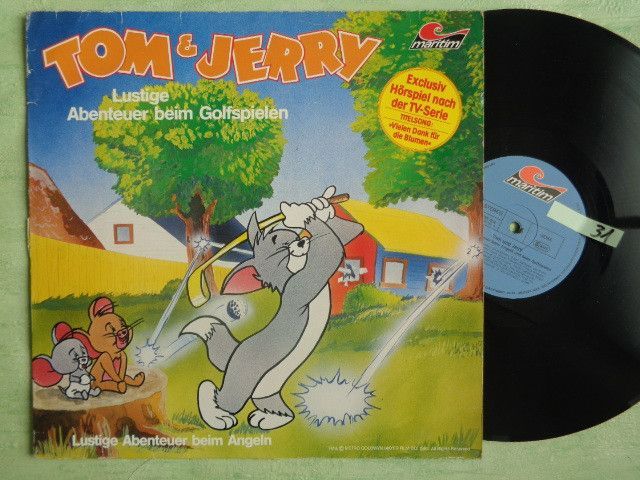 TOM & JERRY
Lustige
Abenteuer beim Golfspielen
maritim
Exclusiv
Hörspiel nach
der TV-Serie
TITELSONG:
»Vielen Dank für
die Blumen«
Lustige Abenteuer beim Angeln
maritim
31